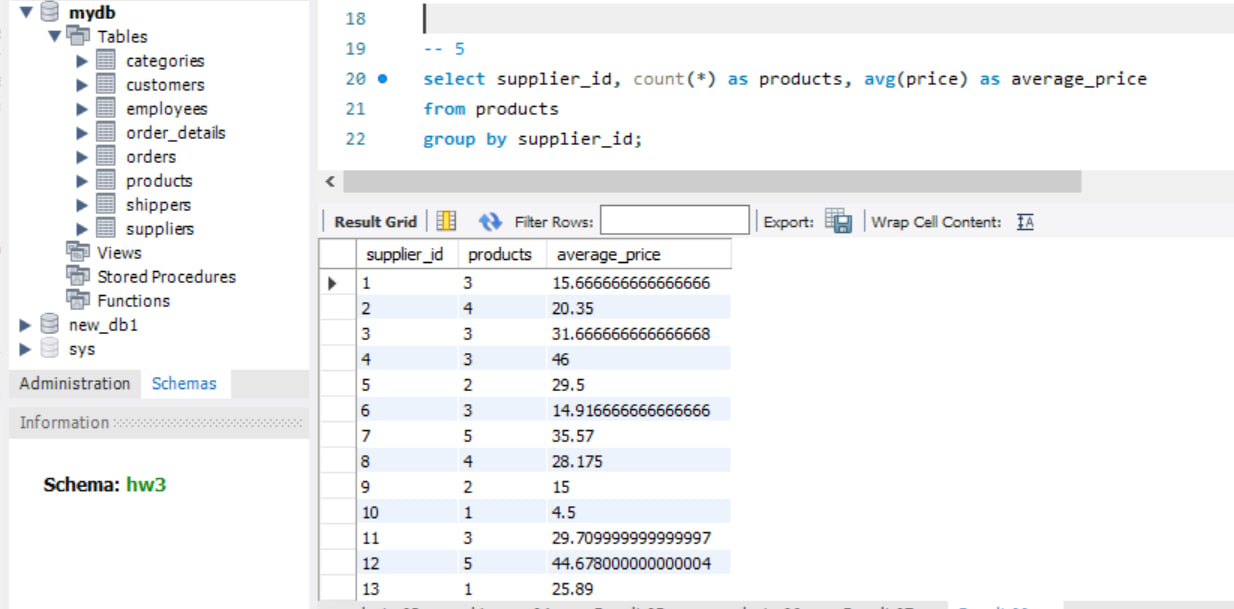 mydb
Tables
categories
customers
employees
order_details
orders
products
shippers
suppliers
Views
Stored Procedures
Functions
new_db1
sys
Administration Schemas
Information
Schema: hw3
18
19 -- 5
20 select supplier_id, count(*) as products, avg(price) as average_price
21 from products
22 group by supplier_id;
Result Grid Filter Rows: Export: Wrap Cell Content:
supplier_id products average_price
1 3 15.666666666666666
2 4 20.35
3 3 31.666666666666668
4 3 46
5 2 29.5
6 3 14.916666666666666
7 5 35.57
8 4 28.175
9 2 15
10 1 4.5
11 3 29.709999999999997
12 5 44.678000000000004
13 1 25.89